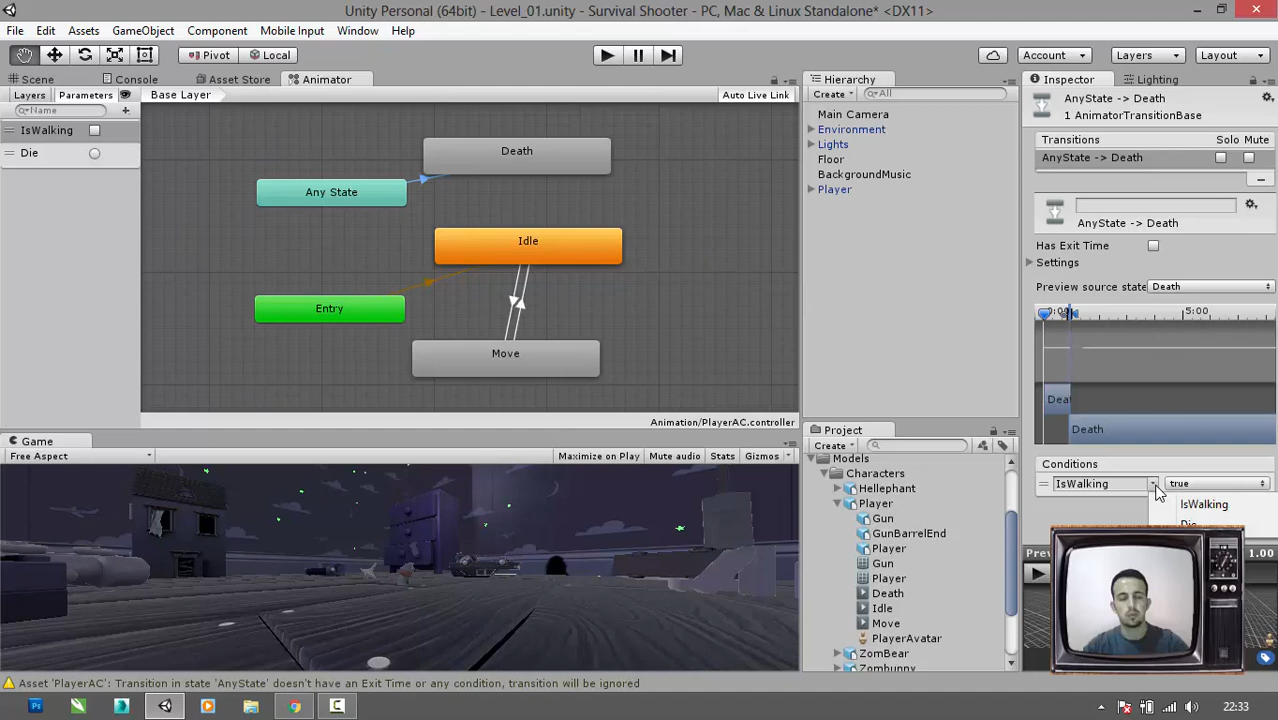 Unity Personal (64bit) - Level_01.unity - Survival Shooter - PC, Mac & Linux Standalone* <DX11>
File Edit Assets GameObject Component Mobile Input Window Help
Pivot Local Account Layers Layout
Scene Console Asset Store Animator
Layers Parameters Base Layer Auto Live Link
Name
IsWalking
Die
Death
Any State
Idle
Entry
Move
Animation/PlayerAC.controller
Hierarchy
Create All
Main Camera
Environment
Lights
Floor
BackgroundMusic
Player
Inspector Lighting
AnyState -> Death
1 AnimatorTransitionBase
Transitions Solo Mute
AnyState -> Death
AnyState -> Death
Has Exit Time
Settings
Preview source state Death
5:00
Death
Conditions
IsWalking true
IsWalking
1.00
Game
Free Aspect Maximize on Play Mute audio Stats Gizmos
Project
Create
Models
Characters
Hellephant
Player
Gun
GunBarrelEnd
Player
Gun
Player
Death
Idle
Move
PlayerAvatar
ZomBear
Zombunny
Asset 'PlayerAC': Transition in state 'AnyState' doesn't have an Exit Time or any condition, transition will be ignored
22:33